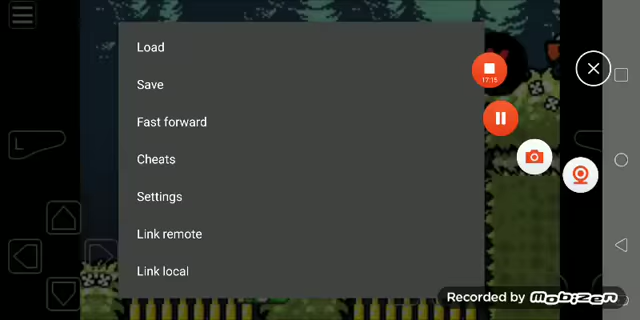 Load
Save
Fast forward
Cheats
Settings
Link remote
Link local
L
17:15
Recorded by Mobizen